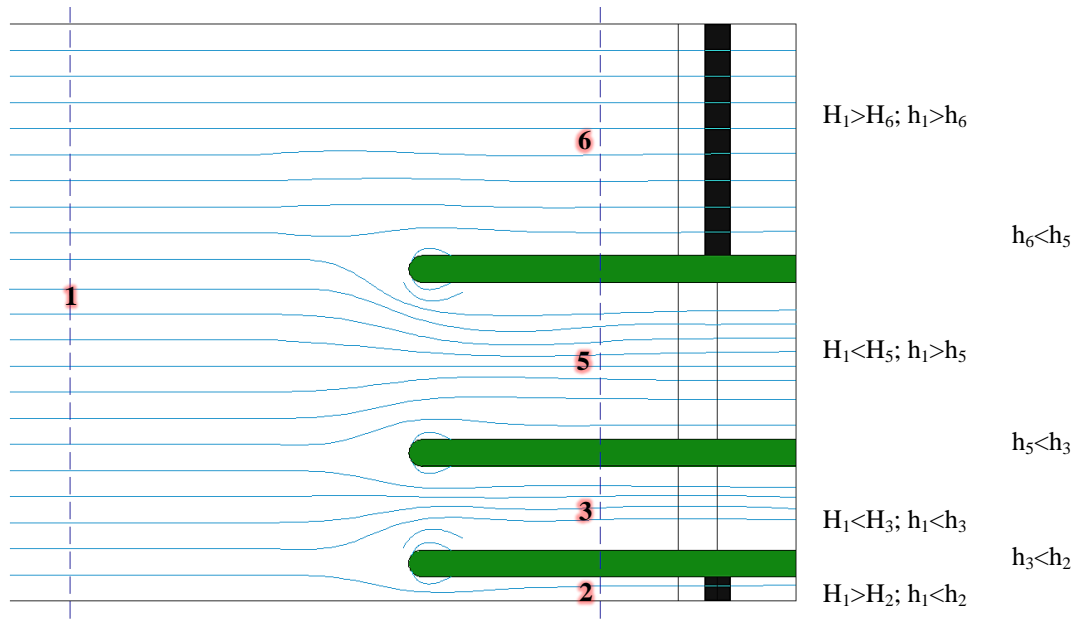 H₁>H₆; h₁>h₆
6
h₆<h₅
1
H₁<H₅; h₁>h₅
5
h₅<h₃
3
H₁<H₃; h₁<h₃
h₃<h₂
2
H₁>H₂; h₁<h₂